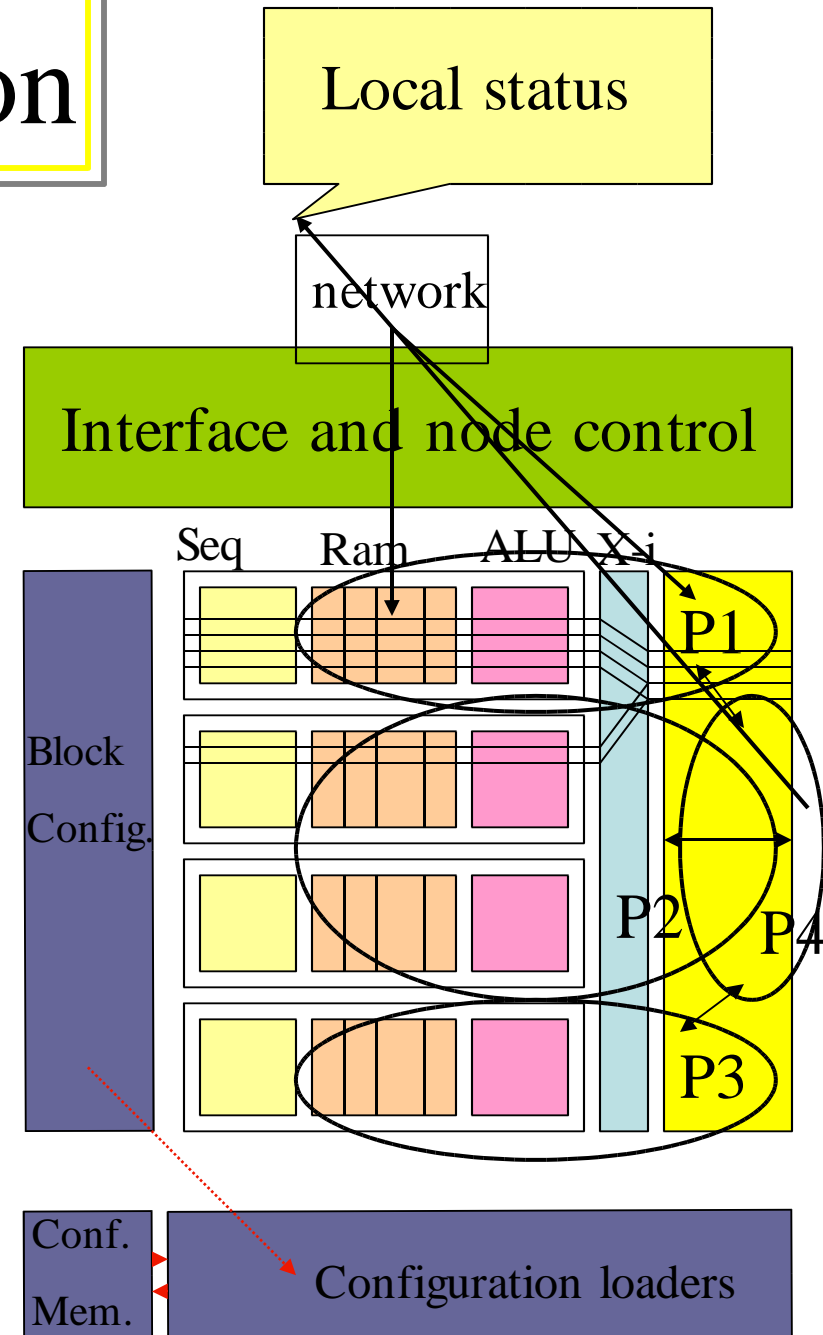 on
Local status
network
Interface and node control
Seq Ram ALU X-i
P1
Block
Config.
P2
P4
P3
Conf.
Mem.
Configuration loaders